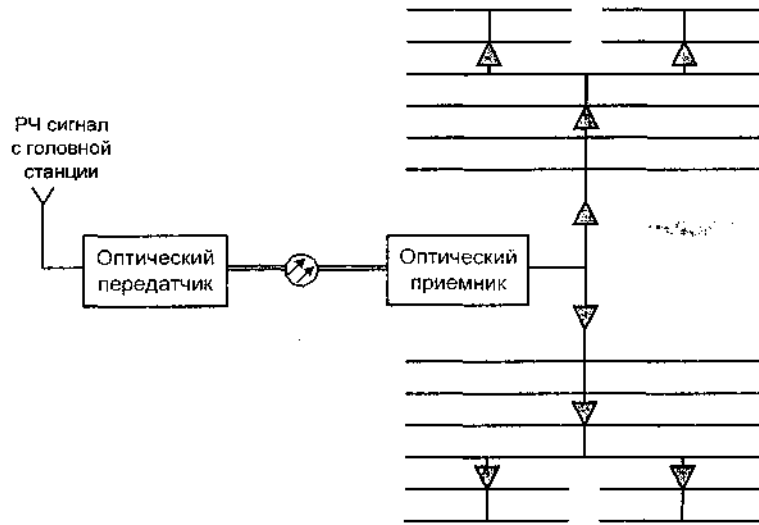 РЧ сигнал
с головной
станции
Оптический
передатчик
Оптический
приемник